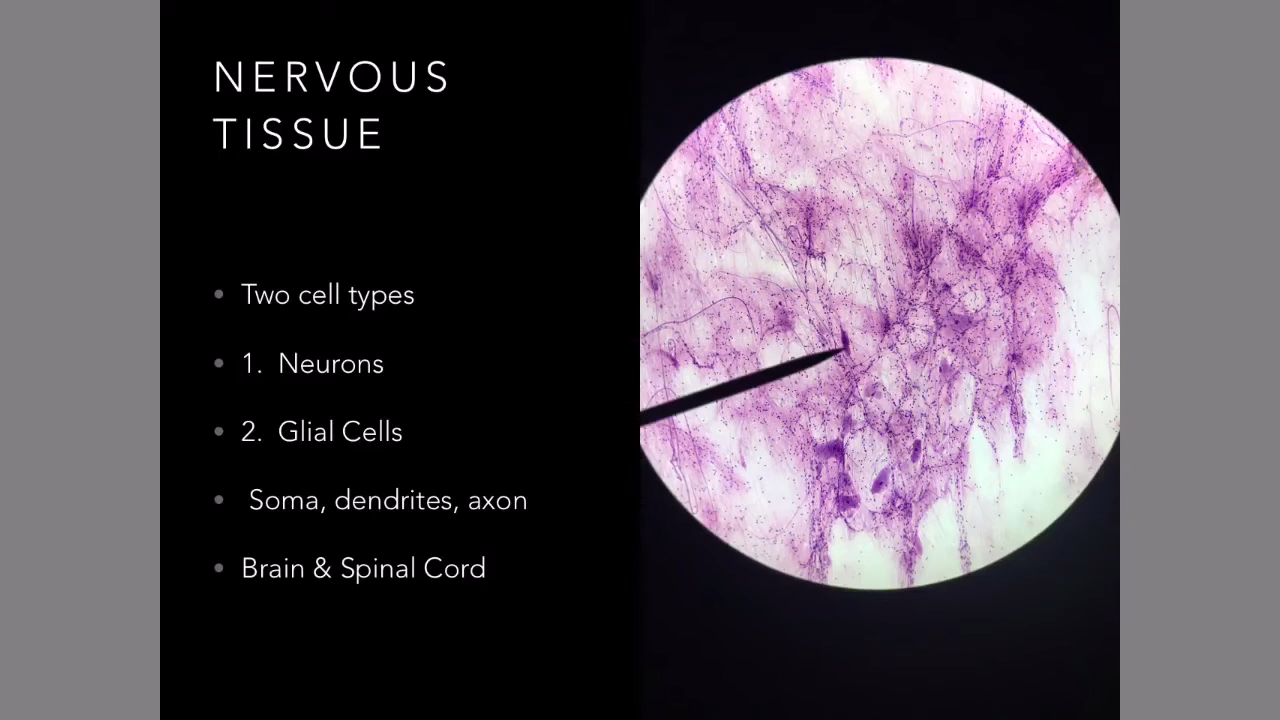 NERVOUS
TISSUE
• Two cell types
• 1. Neurons
• 2. Glial Cells
• Soma, dendrites, axon
• Brain & Spinal Cord